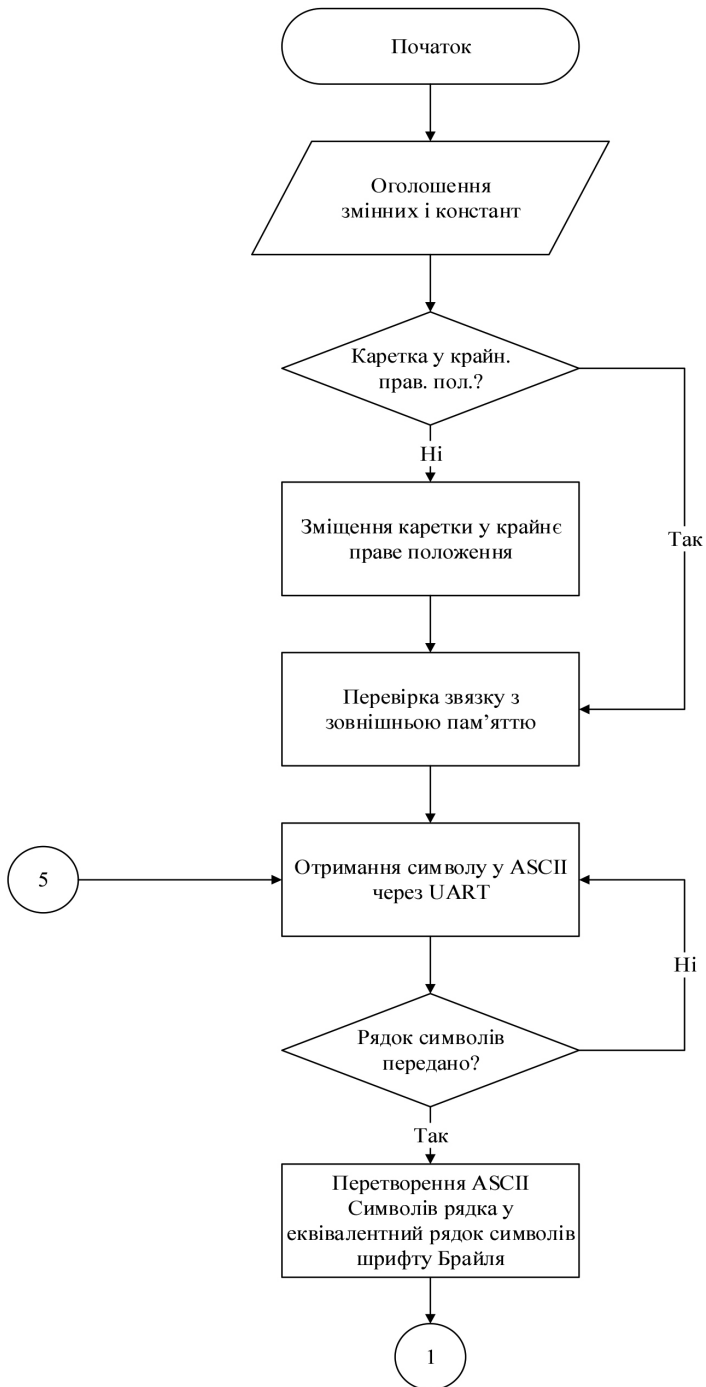 Початок
Оголошення
змінних і констант
Каретка у крайн.
прав. пол.?
Ні
Зміщення каретки у крайнє
праве положення
Так
Перевірка звязку з
зовнішньою пам’яттю
5
Отримання символу у ASCII
через UART
Ні
Рядок символів
передано?
Так
Перетворення ASCII
Символів рядка у
еквівалентний рядок символів
шрифту Брайля
1